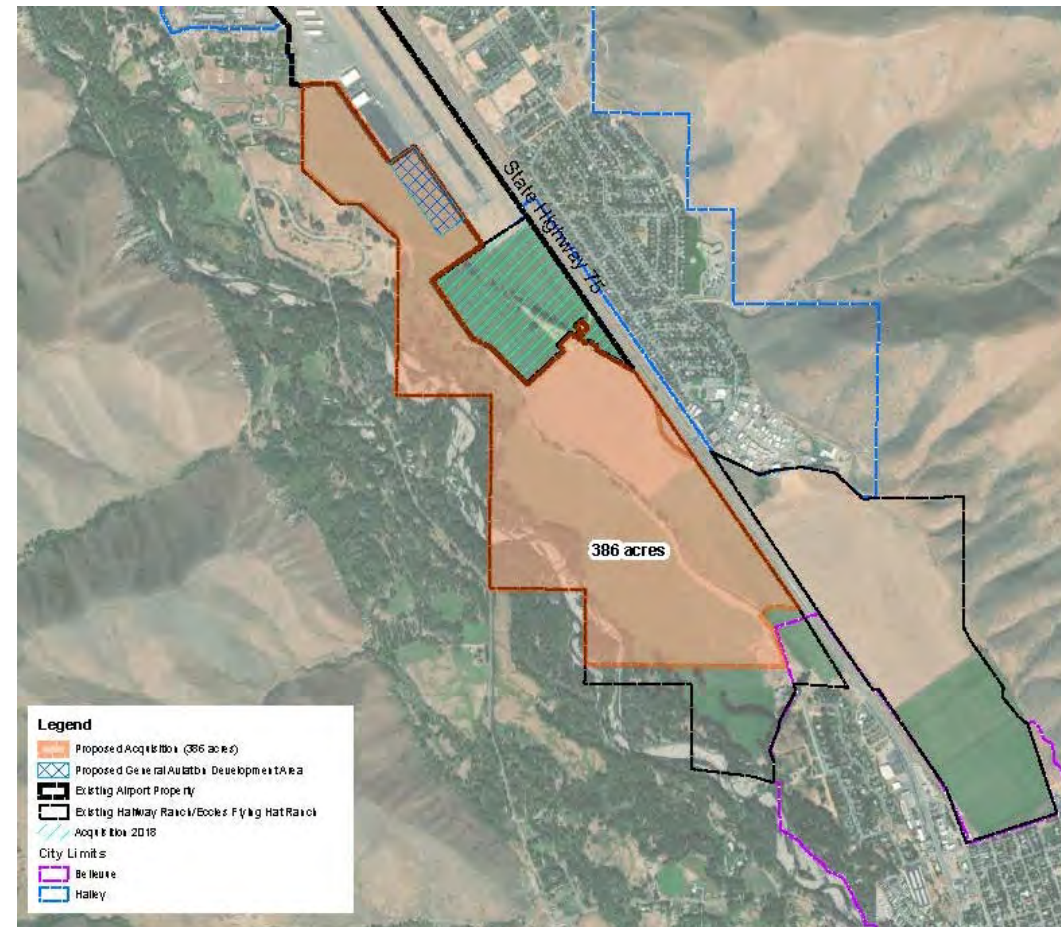 State Highway 75
386 acres
Legend
Proposed Acquisition (386 acres)
Proposed General Aviation Development Area
Existing Airport Property
Existing Halfway Ranch/Eccles Flying Hat Ranch
Acquisition 2018
City Limits
Bellevue
Hailey